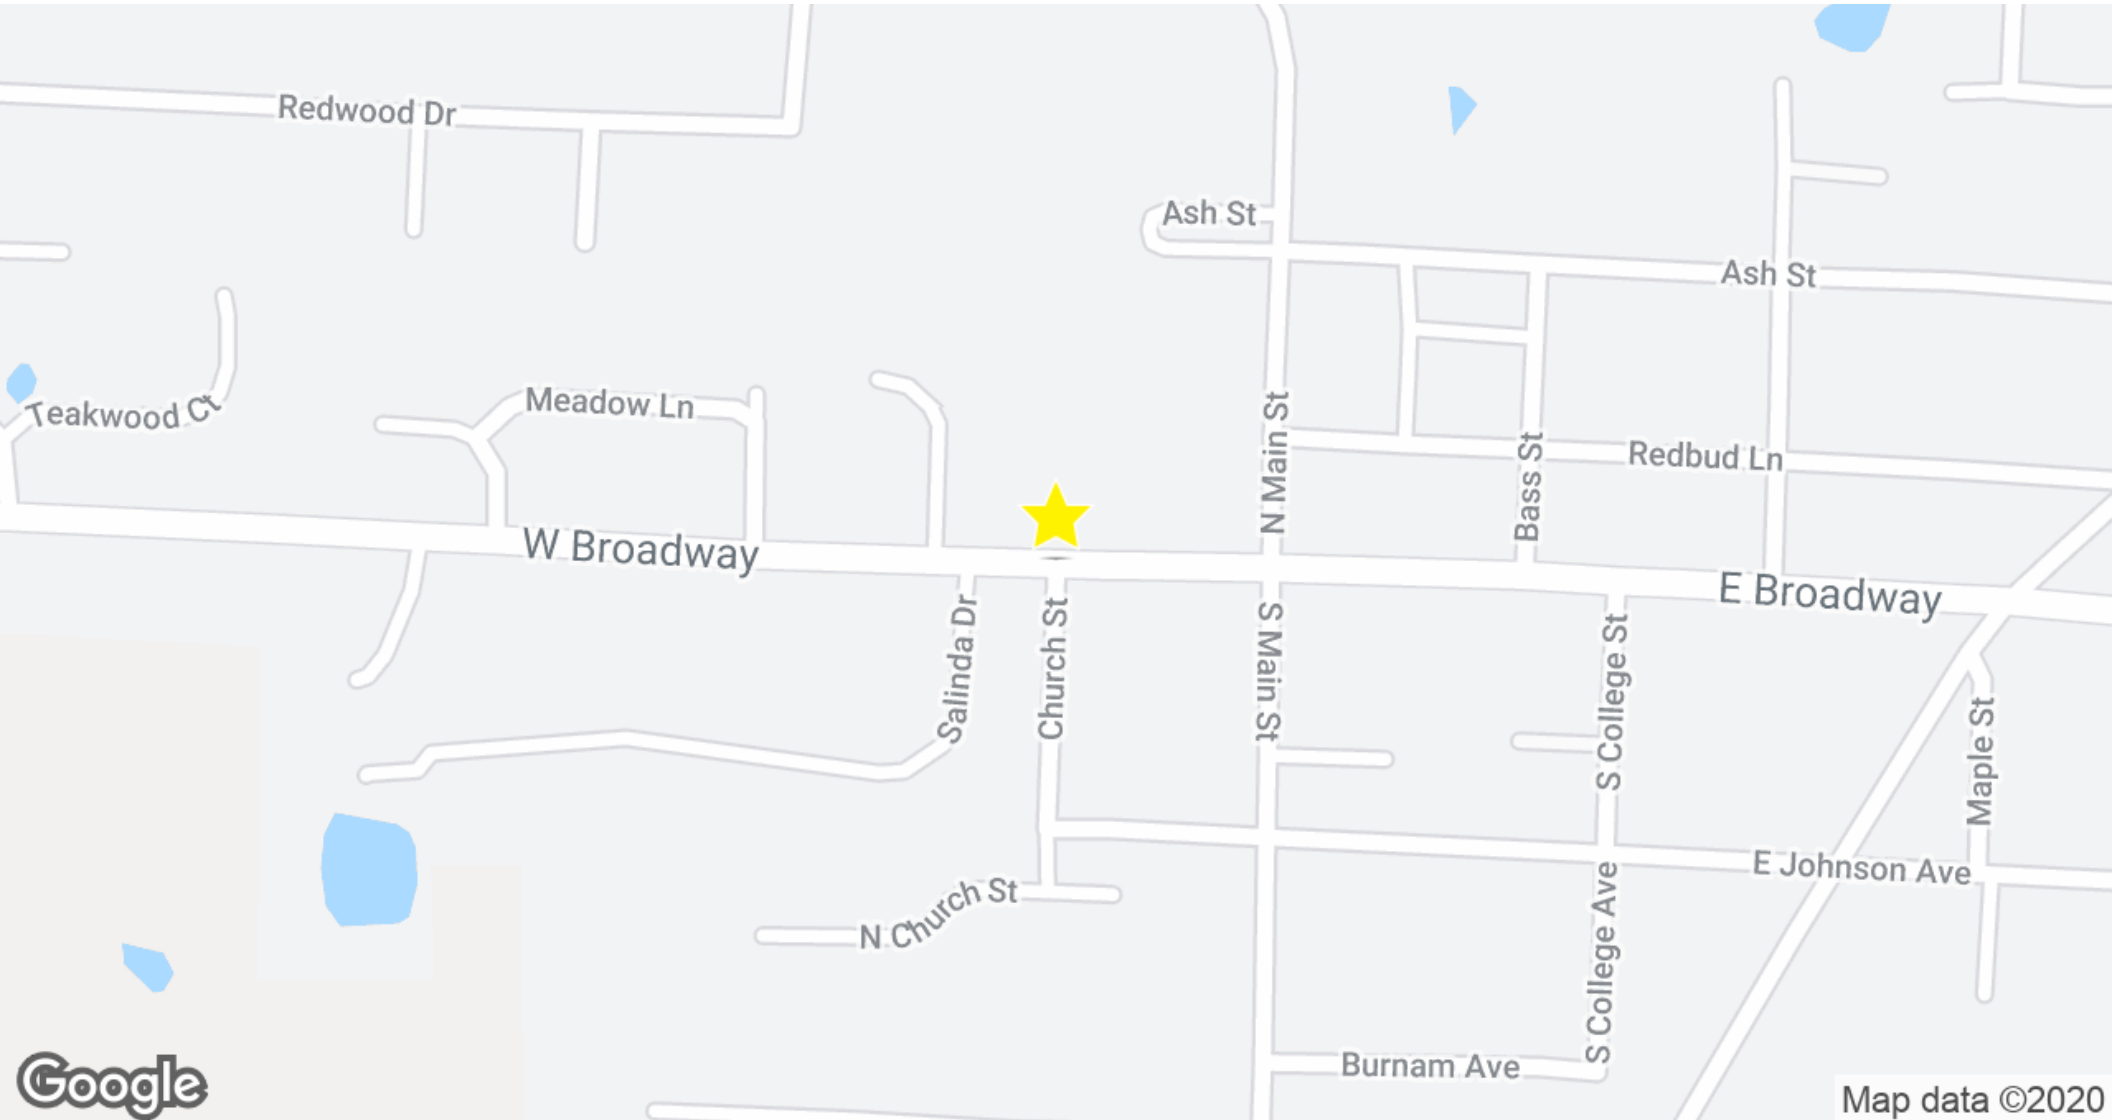 Redwood Dr
Ash St
Ash St
Teakwood Ct
Meadow Ln
N Main St
Bass St
Redbud Ln
W Broadway
E Broadway
Salinda Dr
Church St
S Main St
S College St
Maple St
E Johnson Ave
N Church St
S College Ave
Burnam Ave
Google
Map data ©2020